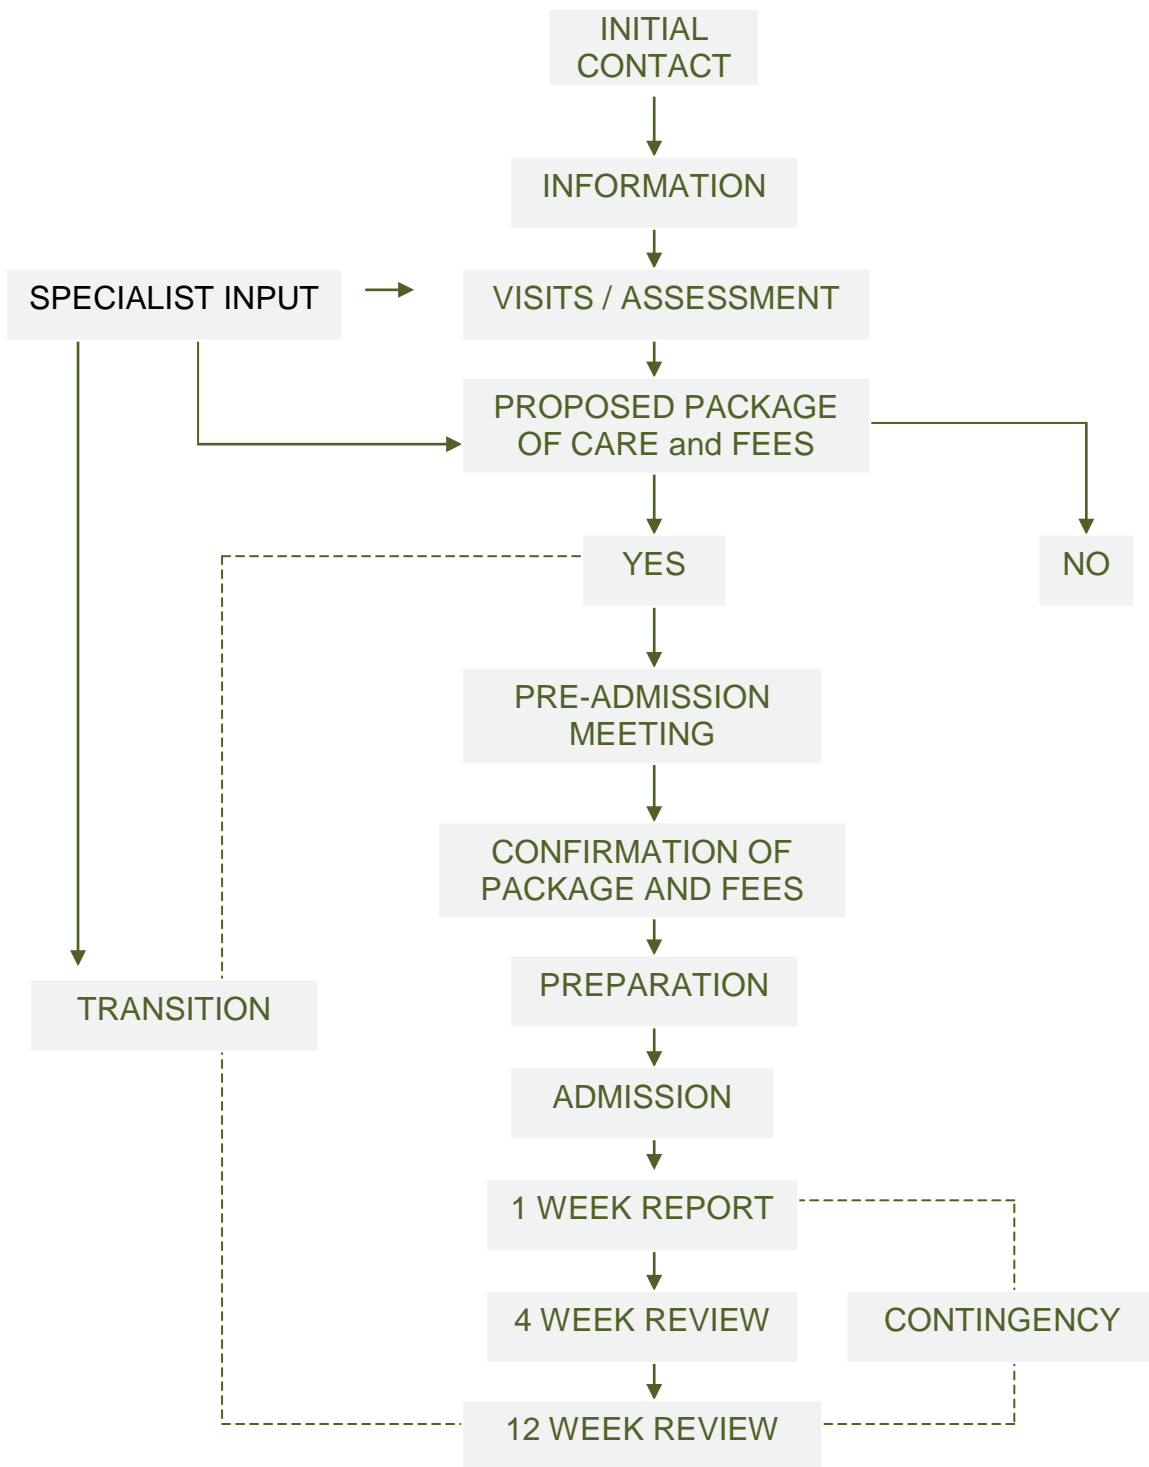 INITIAL
CONTACT
INFORMATION
SPECIALIST INPUT
VISITS / ASSESSMENT
PROPOSED PACKAGE
OF CARE and FEES
YES
NO
PRE-ADMISSION
MEETING
CONFIRMATION OF
PACKAGE AND FEES
PREPARATION
TRANSITION
ADMISSION
1 WEEK REPORT
4 WEEK REVIEW
CONTINGENCY
12 WEEK REVIEW